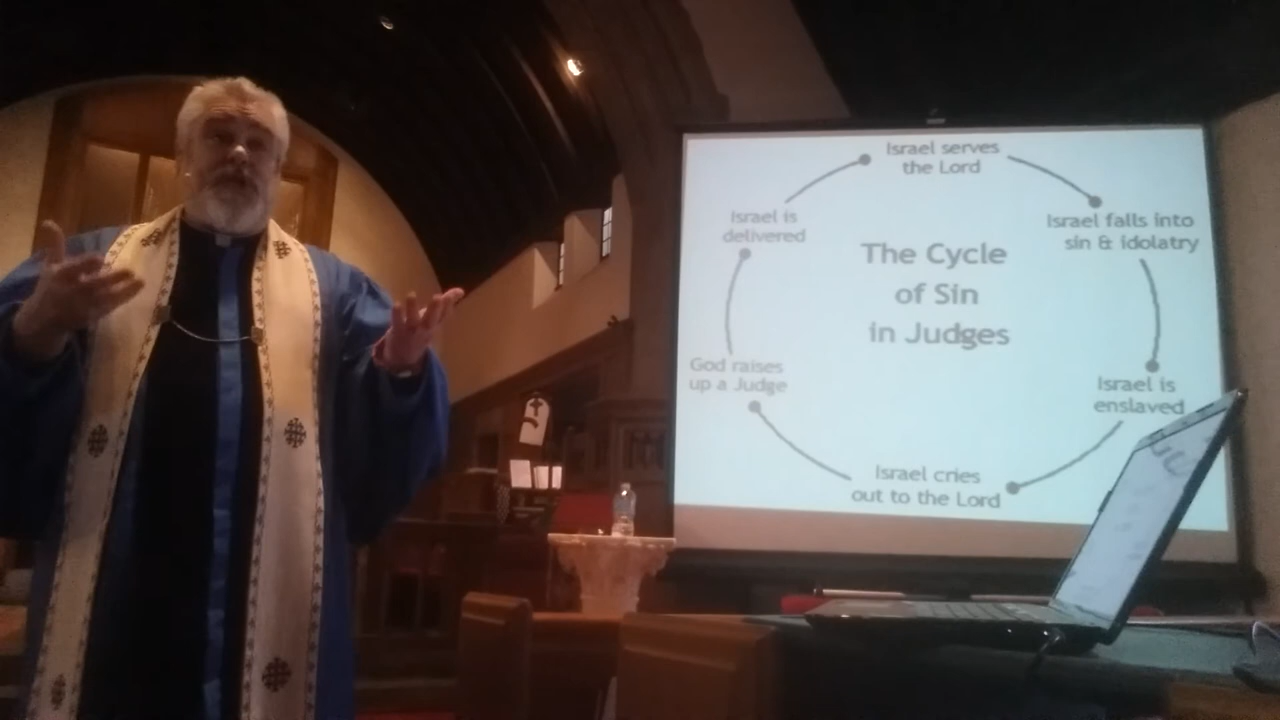 Israel serves
the Lord
Israel falls into
sin & idolatry
Israel is
enslaved
Israel cries
out to the Lord
God raises
up a Judge
Israel is
delivered
The Cycle
of Sin
in Judges